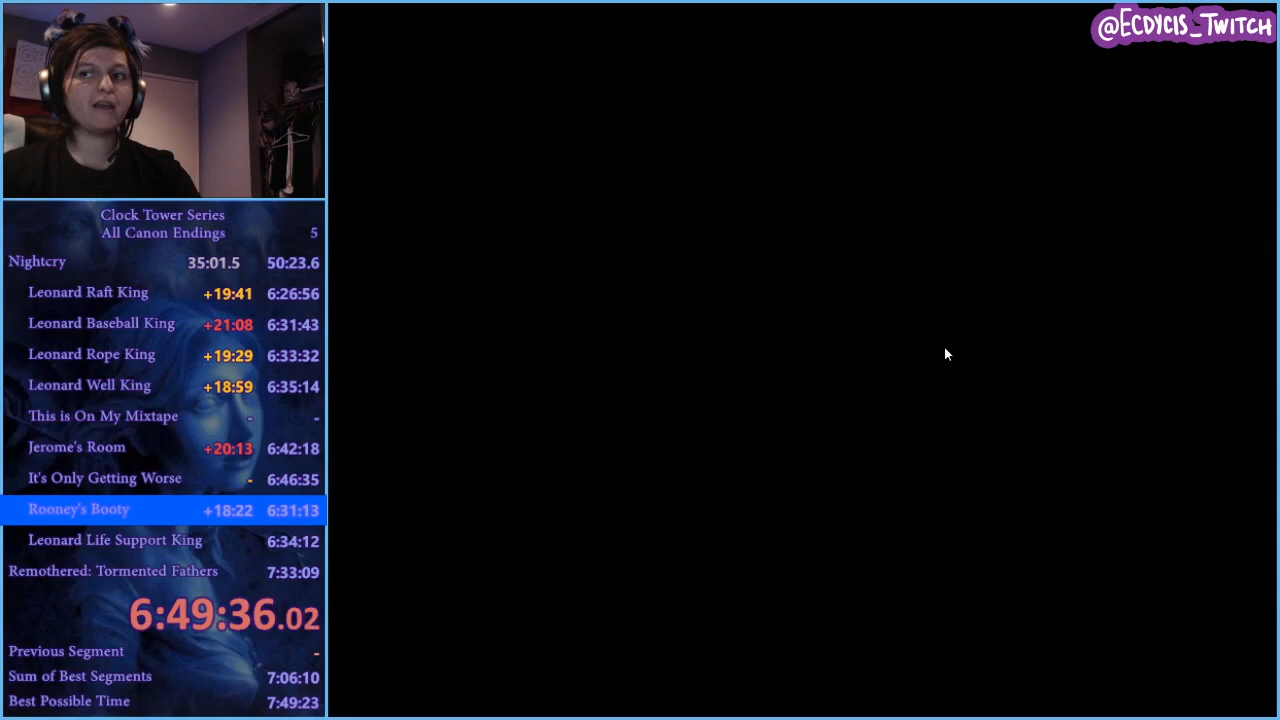 @ECDYCIS_TWITCH
Clock Tower Series
All Canon Endings 5
Nightcry 35:01.5 50:23.6
Leonard Raft King +19:41 6:26:56
Leonard Baseball King +21:08 6:31:43
Leonard Rope King +19:29 6:33:32
Leonard Well King +18:59 6:35:14
This is On My Mixtape - -
Jerome's Room +20:13 6:42:18
It's Only Getting Worse - 6:46:35
Rooney's Booty +18:22 6:31:13
Leonard Life Support King 6:34:12
Remothered: Tormented Fathers 7:33:09
6:49:36.02
Previous Segment -
Sum of Best Segments 7:06:10
Best Possible Time 7:49:23